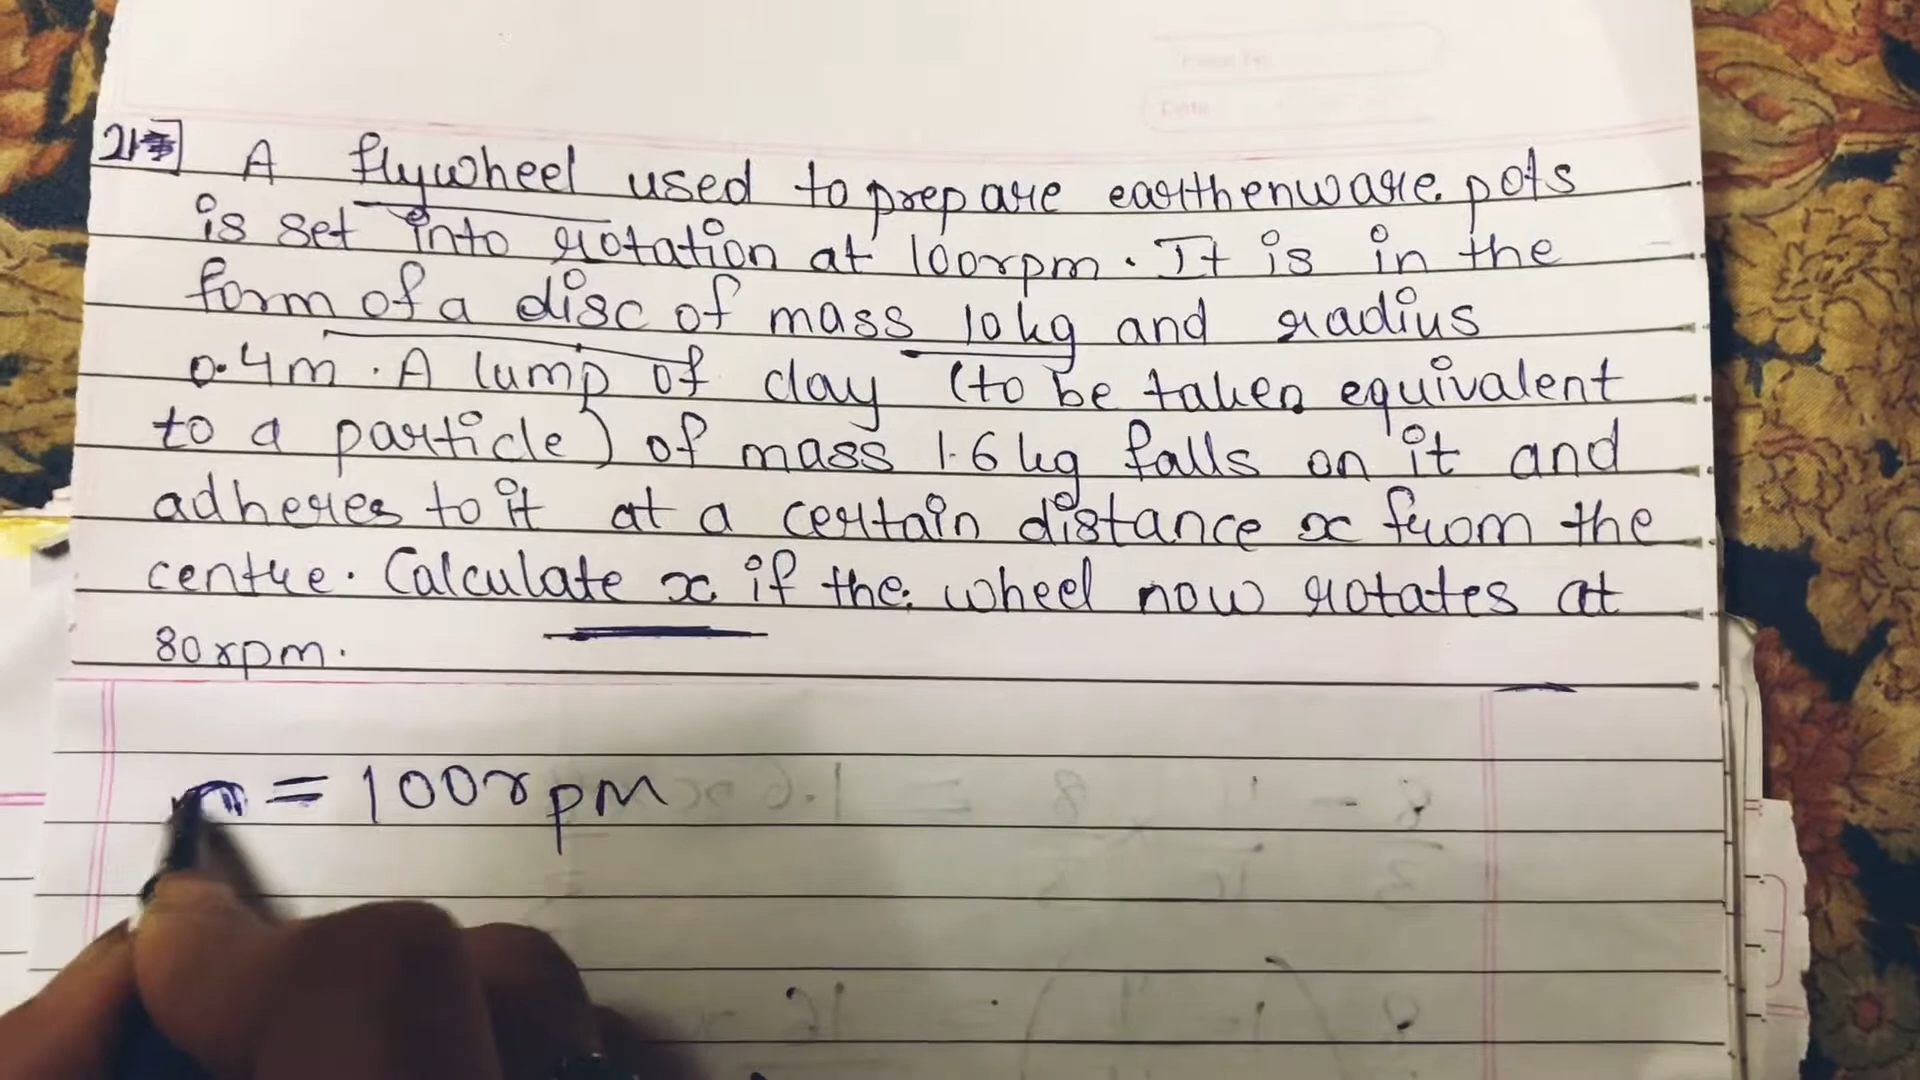 21
A flywheel used to prepare earthenware pots
is set into rotation at 100rpm. It is in the
form of a disc of mass 10kg and radius
0.4m. A lump of clay (to be taken equivalent
to a particle) of mass 1.6kg falls on it and
adheres to it at a certain distance x from the
centre. Calculate x if the wheel now rotates at
80rpm.
= 100rpm